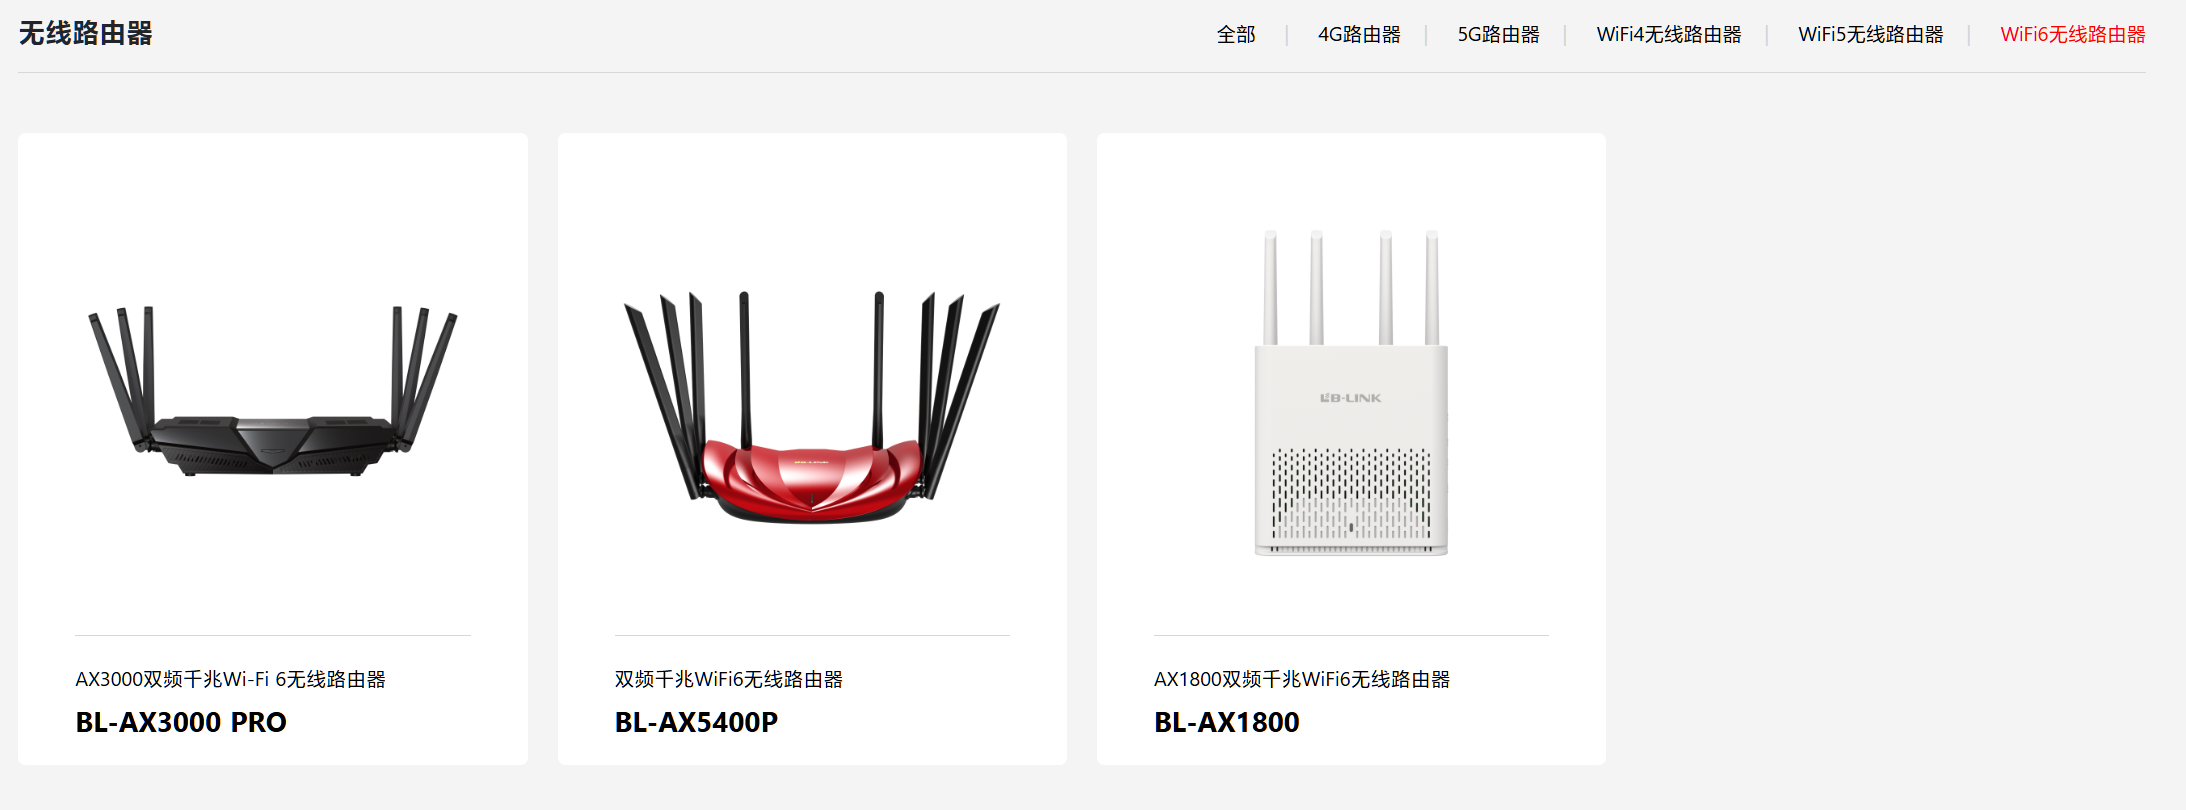 无线路由器
全部 | 4G路由器 | 5G路由器 | WiFi4无线路由器 | WiFi5无线路由器 | WiFi6无线路由器
B-LINK
AX3000双频千兆Wi-Fi 6无线路由器
BL-AX3000 PRO
双频千兆WiFi6无线路由器
BL-AX5400P
AX1800双频千兆WiFi6无线路由器
BL-AX1800